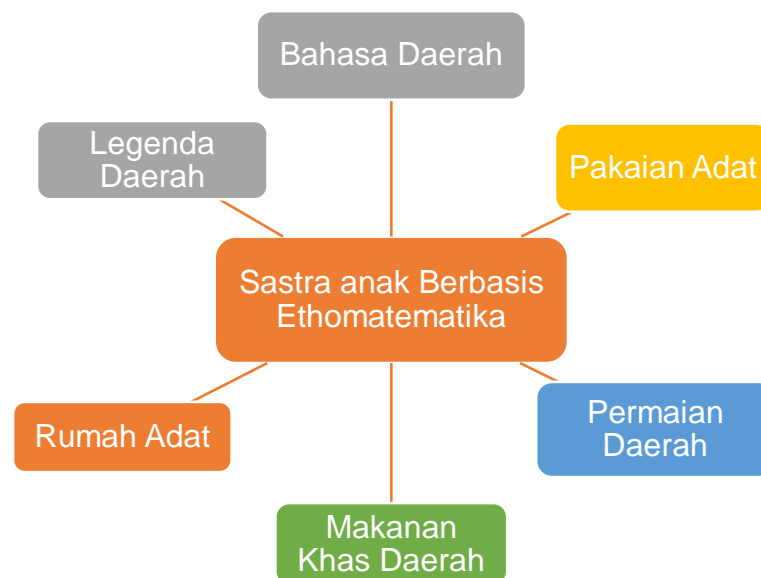 Bahasa Daerah
Legenda
Daerah
Pakaian Adat
Sastra anak Berbasis
Ethomatematika
Rumah Adat
Permaian
Daerah
Makanan
Khas Daerah